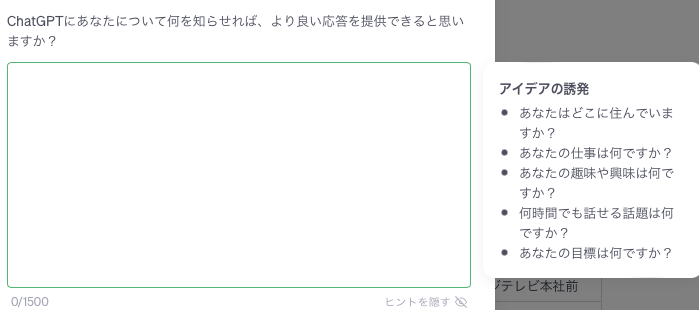 ChatGPTにあなたについて何を知らせれば、より良い応答を提供できると思い
ますか？
アイデアの誘発
あなたはどこに住んでいま
すか？
あなたの仕事は何ですか？
あなたの趣味や興味は何で
すか？
何時間でも話せる話題は何
ですか？
あなたの目標は何ですか？
テレビ本社前
0/1500
ヒントを隠す